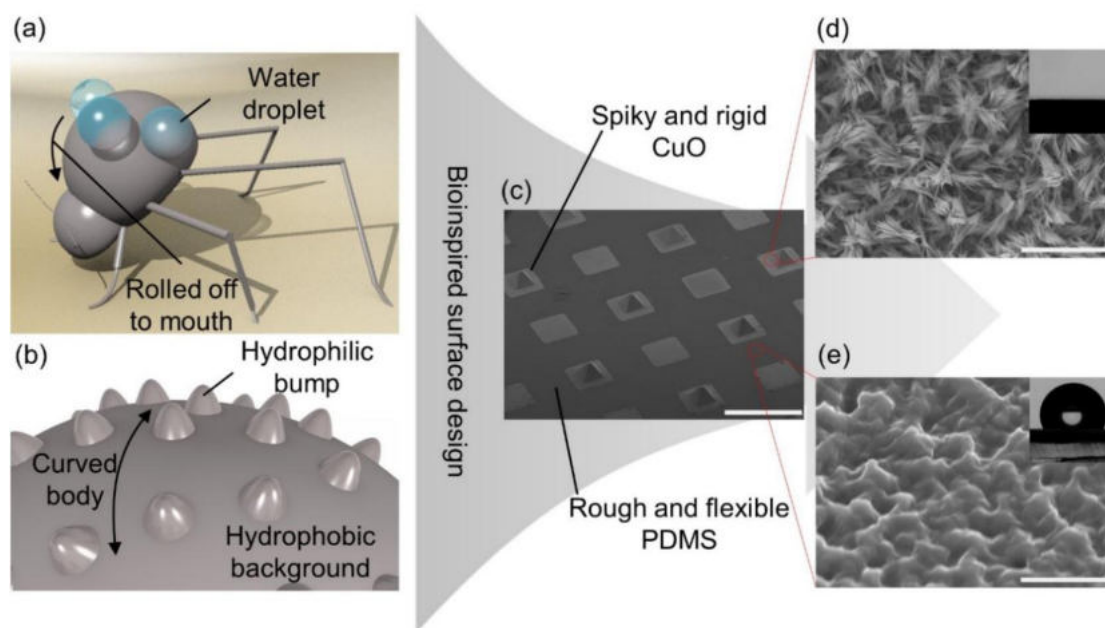 (a)
Water
droplet
Rolled off
to mouth
(b)
Hydrophilic
bump
Curved
body
Hydrophobic
background
Bioinspired surface design
(c)
Spiky and rigid
CuO
Rough and flexible
PDMS
(d)
(e)